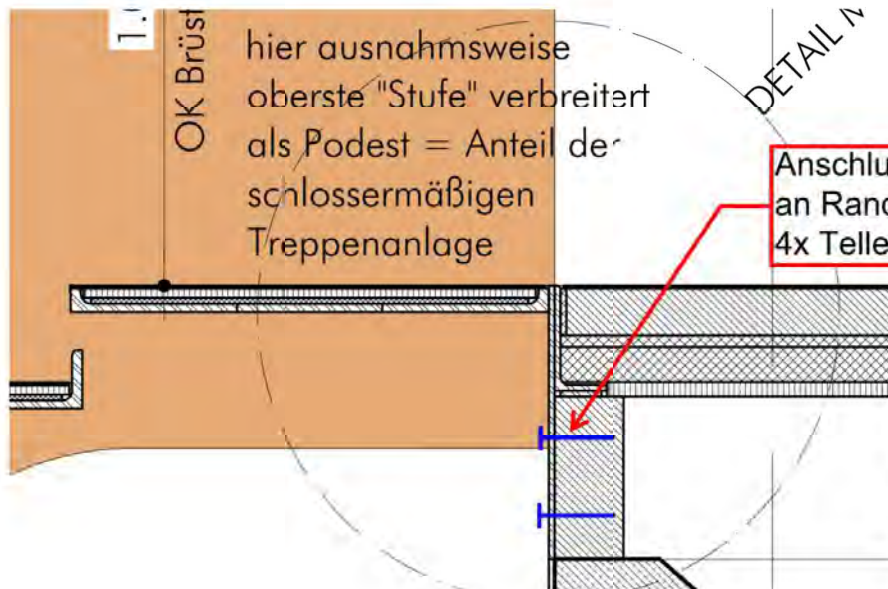 OK Brüst
hier ausnahmsweise
oberste "Stufe" verbreitert
als Podest = Anteil der
schlossermäßigen
Treppenanlage
DETAIL
Anschlu
an Rand
4x Telle